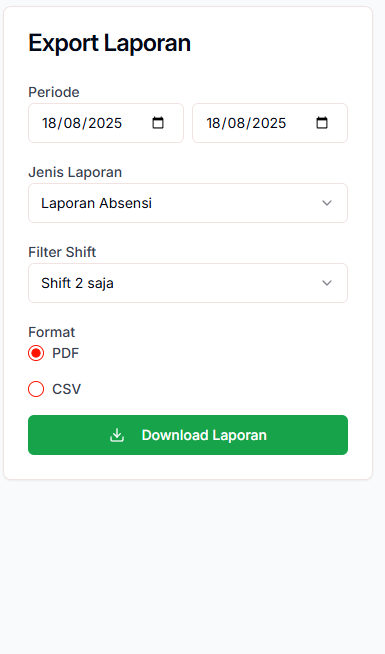 Export Laporan
Periode
18/08/2025 18/08/2025
Jenis Laporan
Laporan Absensi
Filter Shift
Shift 2 saja
Format
PDF
CSV
Download Laporan